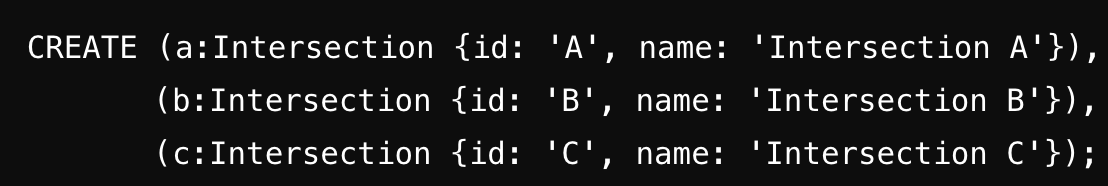 CREATE (a:Intersection {id: 'A', name: 'Intersection A'}),
(b:Intersection {id: 'B', name: 'Intersection B'}),
(c:Intersection {id: 'C', name: 'Intersection C'});